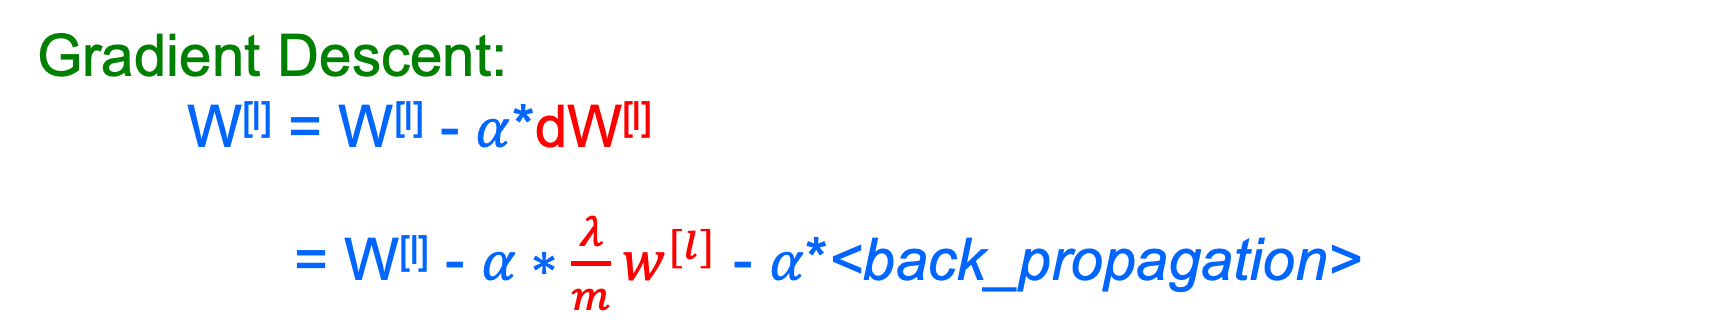 Gradient Descent:
W[l] = W[l] - α*dW[l]
= W[l] - α * λ/m w[l] - α*<back_propagation>